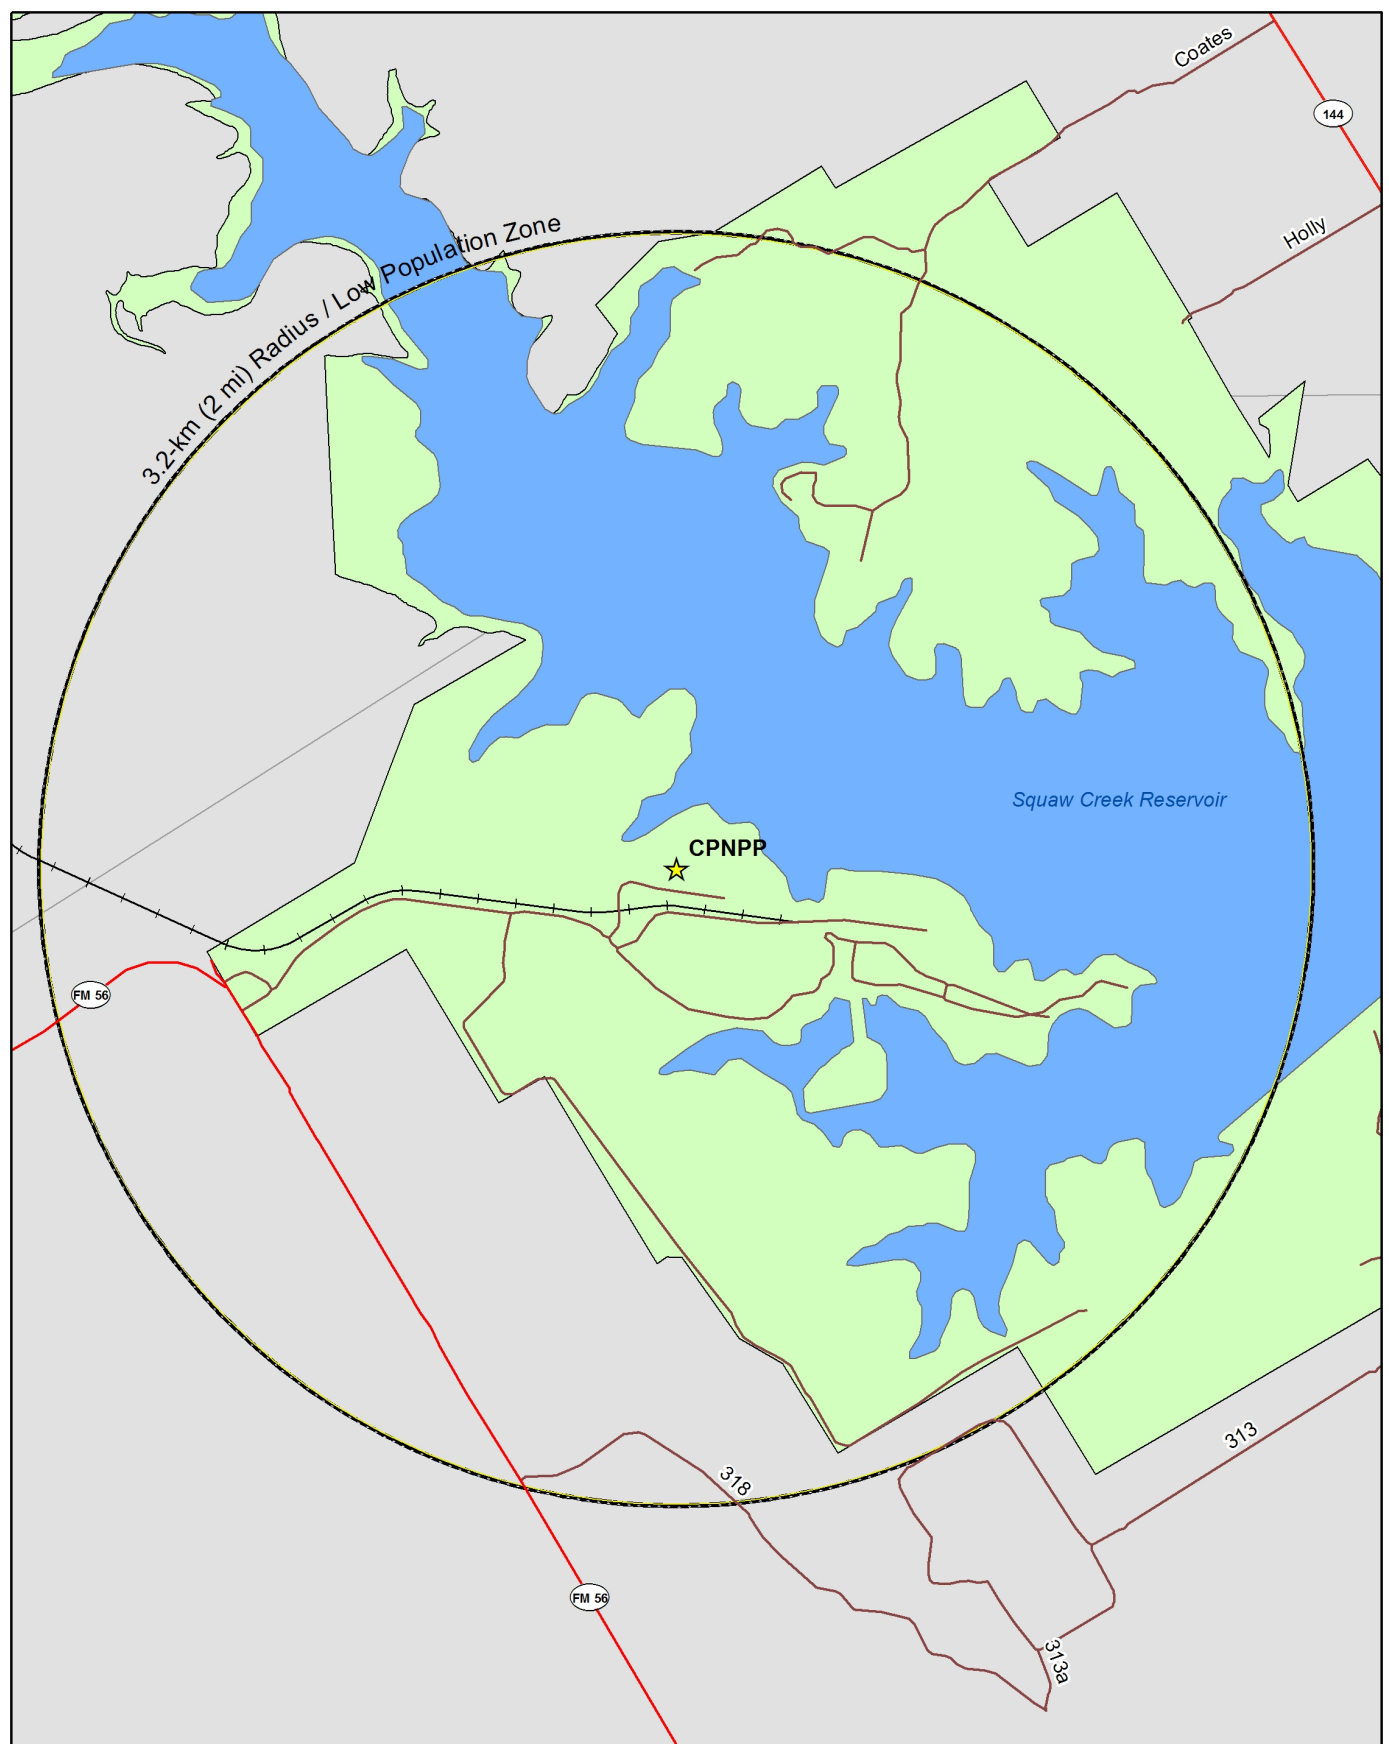 Coates
144
Holly
3.2-km (2 mi) Radius / Low Population Zone
Squaw Creek Reservoir
CPNPP
FM 56
313
318
FM 56
313a